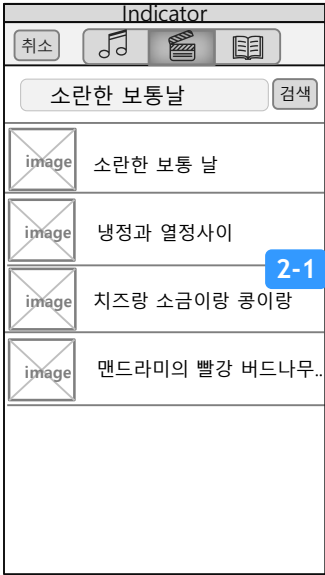 Indicator
취소
소란한 보통날 검색
image 소란한 보통 날
image 냉정과 열정사이
2-1
image 치즈랑 소금이랑 콩이랑
image 맨드라미의 빨강 버드나무..